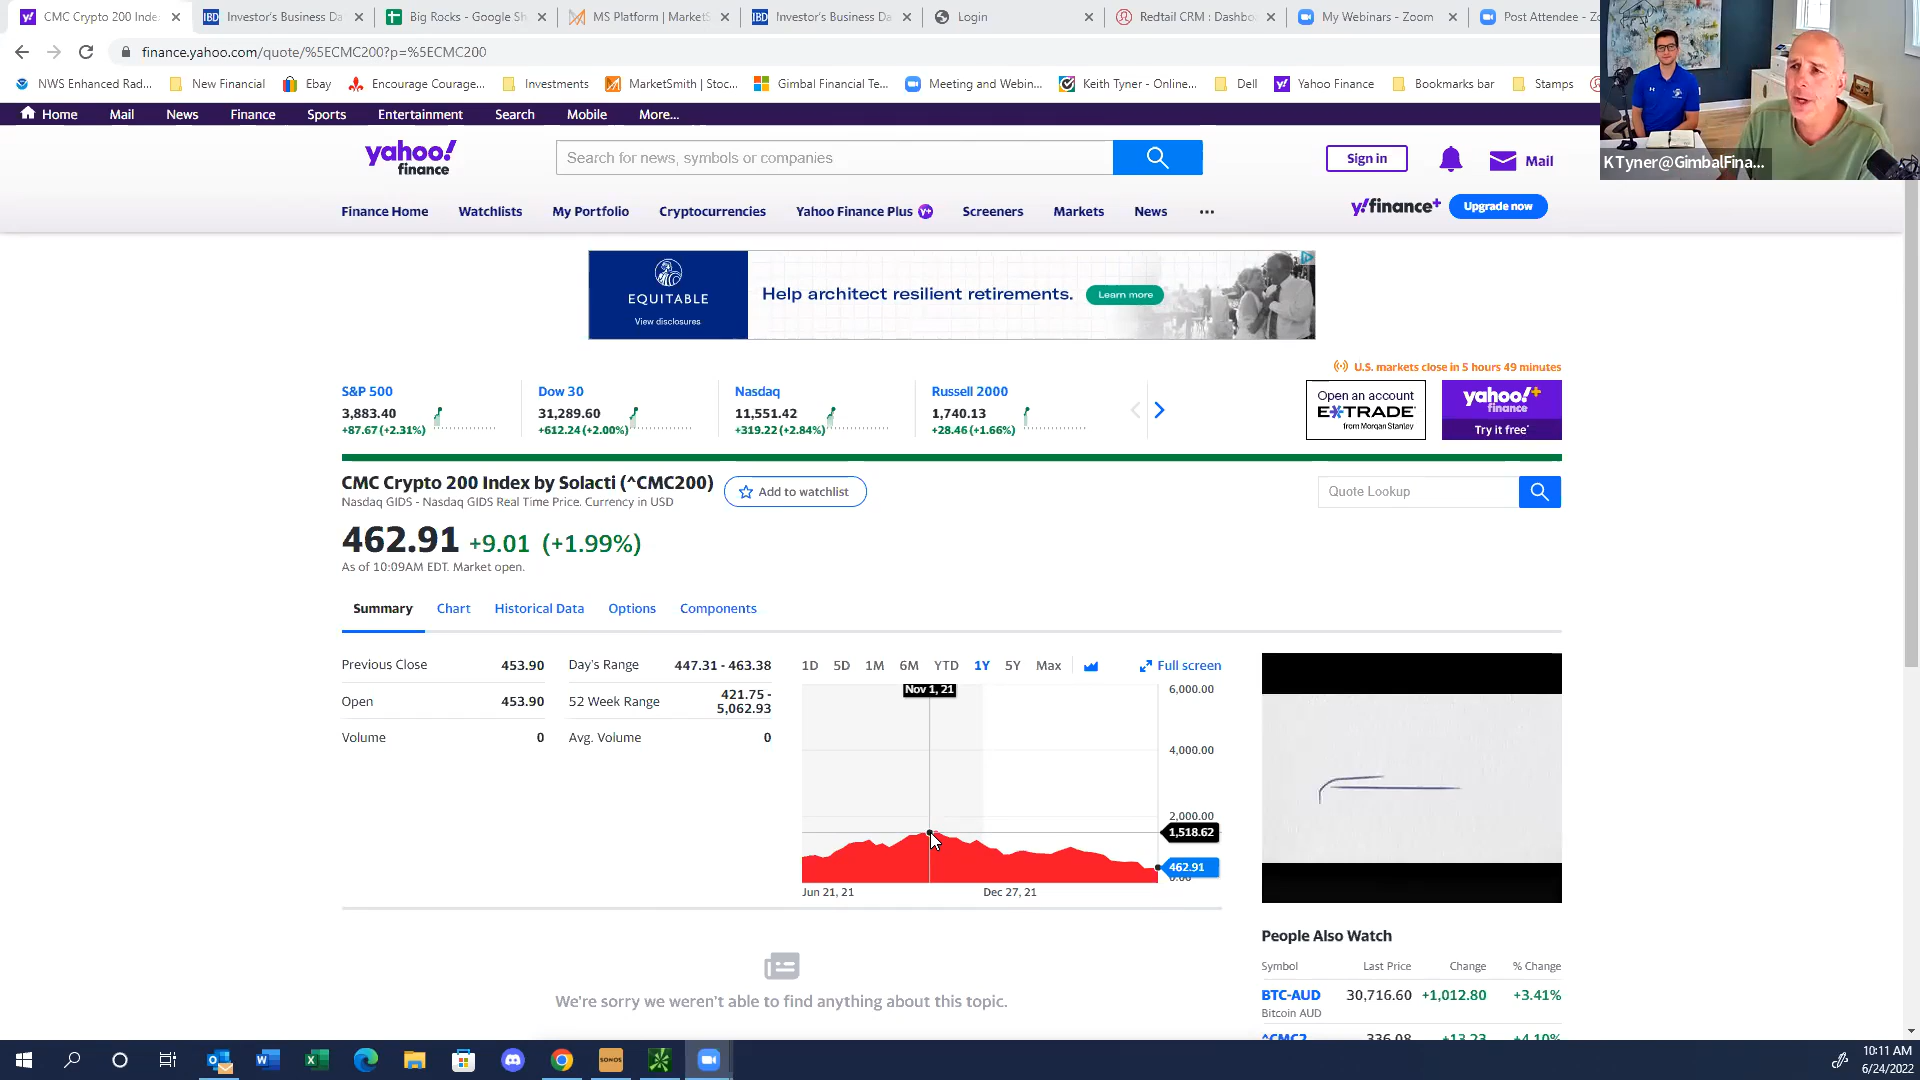 CMC Crypto 200 Inde
Investor's Business Da
Big Rocks - Google Sh
MS Platform | MarketS
Investor's Business Da
Login
Redtail CRM : Dashbo
My Webinars - Zoom
Post Attendee - Zo
finance.yahoo.com/quote/%5ECMC200?p=%5ECMC200
NWS Enhanced Rad...
New Financial
Ebay
Encourage Courage...
Investments
MarketSmith | Stoc...
Gimbal Financial Te...
Meeting and Webin...
Keith Tyner - Online...
Dell
Yahoo Finance
Bookmarks bar
Stamps
KTyner@GimbalFina...
Home Mail News Finance Sports Entertainment Search Mobile More...
yahoo!
finance
Search for news, symbols or companies
Sign in
Mail
Finance Home Watchlists My Portfolio Cryptocurrencies Yahoo Finance Plus Screeners Markets News ...
y!finance+
Upgrade now
EQUITABLE
View disclosures
Help architect resilient retirements.
Learn more
U.S. markets close in 5 hours 49 minutes
S&P 500
3,883.40
+87.67 (+2.31%)
Dow 30
31,289.60
+612.24 (+2.00%)
Nasdaq
11,551.42
+319.22 (+2.84%)
Russell 2000
1,740.13
+28.46 (+1.66%)
Open an account
E*TRADE
from Morgan Stanley
yahoo!+
finance
Try it free*
CMC Crypto 200 Index by Solacti (^CMC200)
Add to watchlist
Quote Lookup
Nasdaq GIDS - Nasdaq GIDS Real Time Price. Currency in USD
462.91 +9.01 (+1.99%)
As of 10:09AM EDT. Market open.
Summary Chart Historical Data Options Components
Previous Close 453.90
Open 453.90
Volume 0
Day's Range 447.31 - 463.38
52 Week Range 421.75 -
5,062.93
Avg. Volume 0
1D 5D 1M 6M YTD 1Y 5Y Max
Full screen
Nov 1, 21
6,000.00
4,000.00
2,000.00
1,518.62
462.91
0.00
Jun 21, 21
Dec 27, 21
We're sorry we weren't able to find anything about this topic.
People Also Watch
Symbol Last Price Change % Change
BTC-AUD 30,716.60 +1,012.80 +3.41%
Bitcoin AUD
^CMC2 336.08 +13.23 +4.10%
SONOS
10:11 AM
6/24/2022